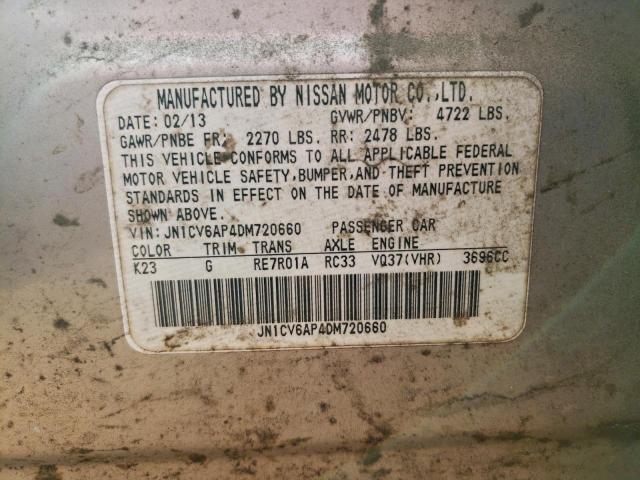 MANUFACTURED BY NISSAN MOTOR CO.,LTD.
DATE: 02/13 GVWR/PNBV: 4722 LBS.
GAWR/PNBE FR: 2270 LBS. RR: 2478 LBS.
THIS VEHICLE CONFORMS TO ALL APPLICABLE FEDERAL
MOTOR VEHICLE SAFETY, BUMPER, AND THEFT PREVENTION
STANDARDS IN EFFECT ON THE DATE OF MANUFACTURE
SHOWN ABOVE.
VIN: JN1CV6AP4DM720660 PASSENGER CAR
COLOR TRIM TRANS AXLE ENGINE
K23 G RE7R01A RC33 VQ37(VHR) 3696CC
JN1CV6AP4DM720660